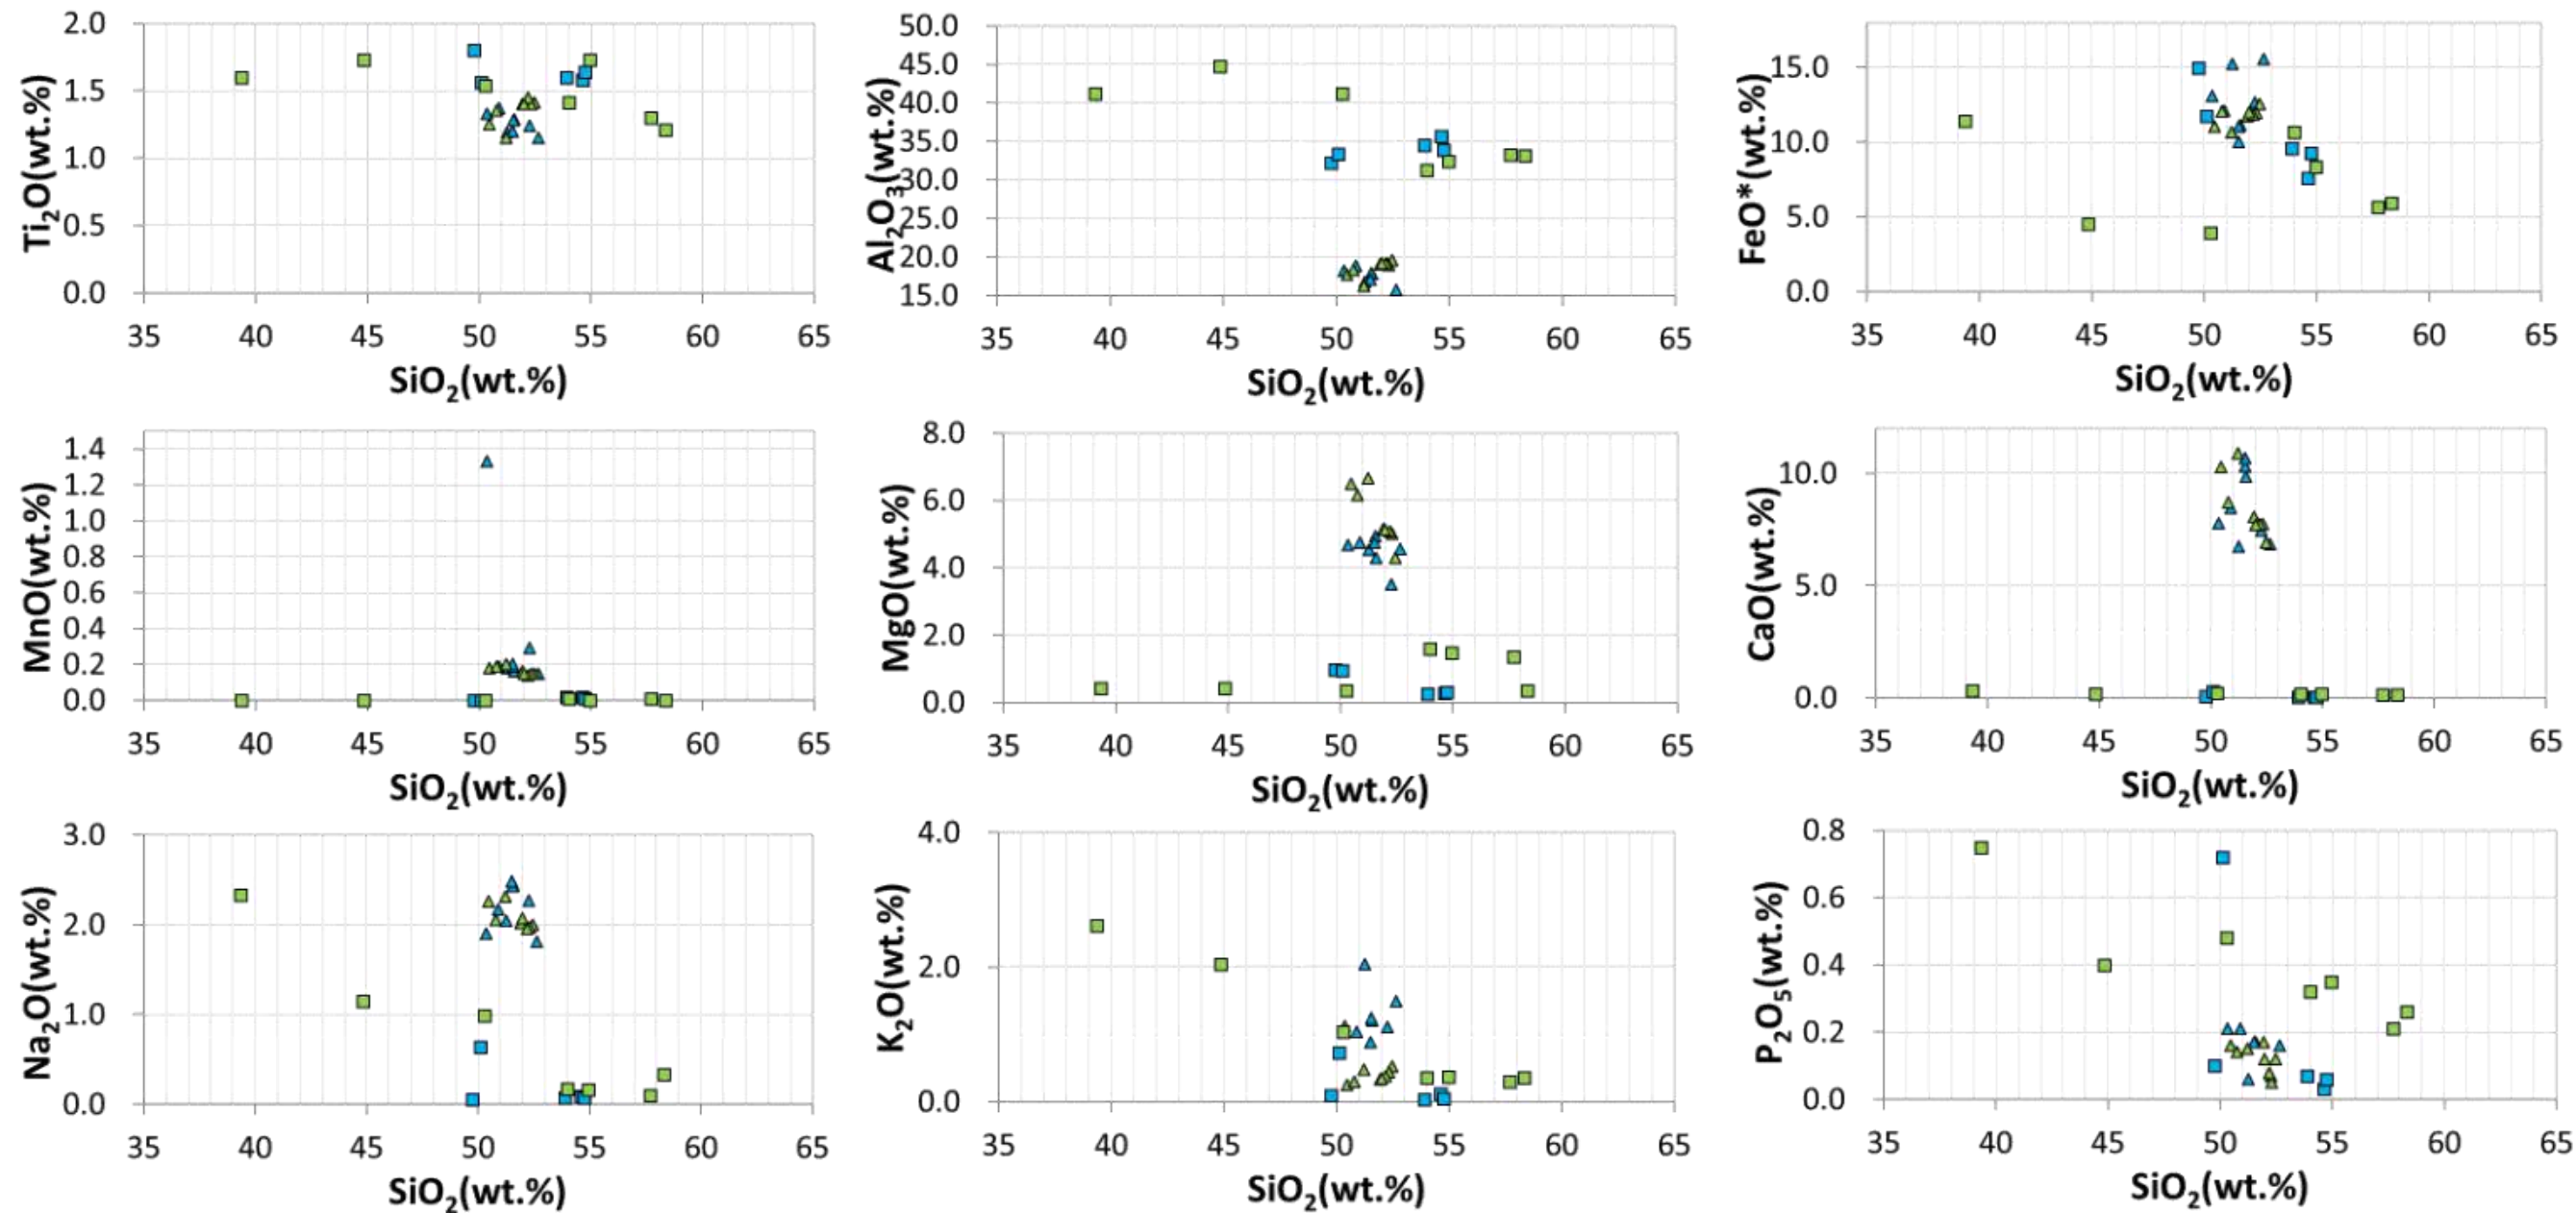 Ti₂O(wt.%)
2.0
1.5
1.0
0.5
0.0
35 40 45 50 55 60 65
SiO₂(wt.%)
Al₂O₃(wt.%)
50.0
45.0
40.0
35.0
30.0
25.0
20.0
15.0
35 40 45 50 55 60 65
SiO₂(wt.%)
FeO*(wt.%)
15.0
10.0
5.0
0.0
35 40 45 50 55 60 65
SiO₂(wt.%)
MnO(wt.%)
1.4
1.2
1.0
0.8
0.6
0.4
0.2
0.0
35 40 45 50 55 60 65
SiO₂(wt.%)
MgO(wt.%)
8.0
6.0
4.0
2.0
0.0
35 40 45 50 55 60 65
SiO₂(wt.%)
CaO(wt.%)
10.0
5.0
0.0
35 40 45 50 55 60 65
SiO₂(wt.%)
Na₂O(wt.%)
3.0
2.0
1.0
0.0
35 40 45 50 55 60 65
SiO₂(wt.%)
K₂O(wt.%)
4.0
2.0
0.0
35 40 45 50 55 60 65
SiO₂(wt.%)
P₂O₅(wt.%)
0.8
0.6
0.4
0.2
0.0
35 40 45 50 55 60 65
SiO₂(wt.%)